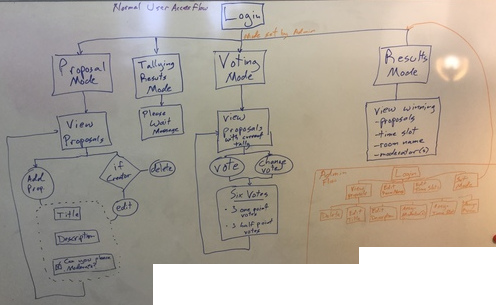 Normal User Access Flow
Login
Mode set by Admin
Proposal
Mode
Tallying
Results
Mode
Voting
Mode
Results
Mode
View
Proposals
Please
Wait
Message
View
Proposals
with current
tally
View winning
-proposals
-time slot
-room name
-moderator(s)
Add
Prop.
if
Creator
delete
edit
vote
Change
vote
Title
Description
Can you please
Moderate?
Six Votes
• 3 one point
votes
• 3 half point
votes
Admin
Flow
Login